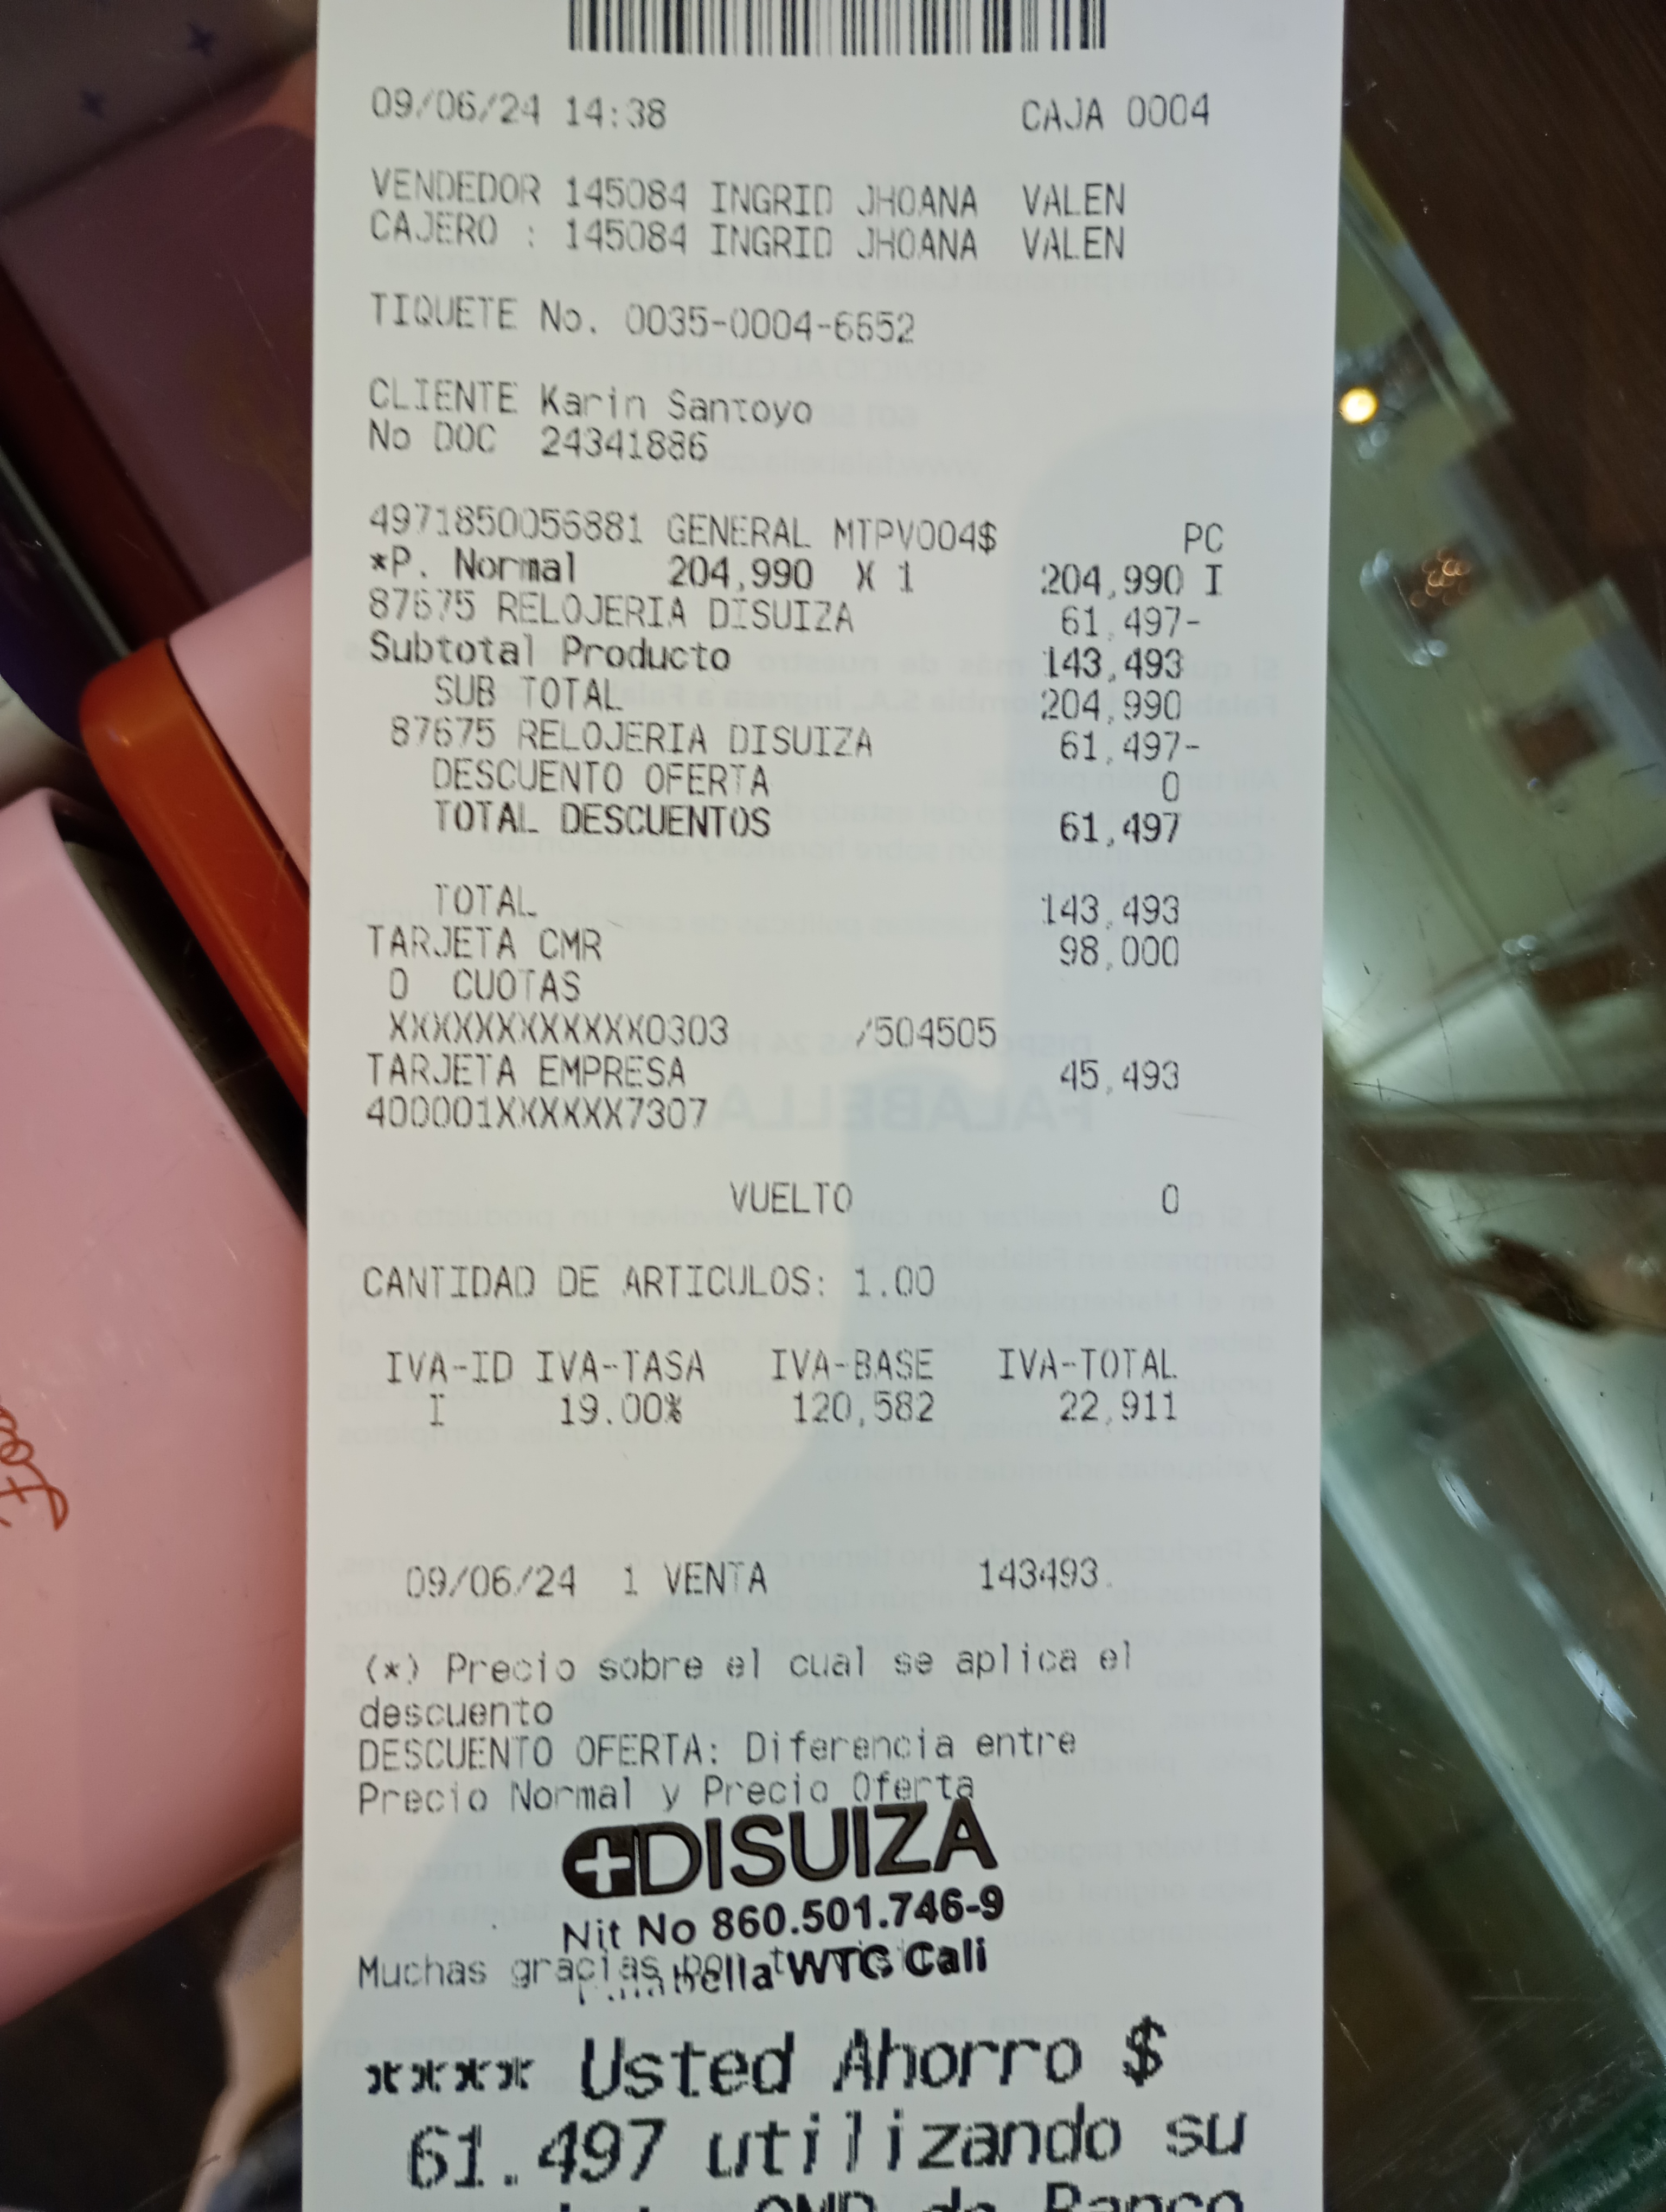 09/06/24 14:38 CAJA 0004
VENDEDOR 145084 INGRID JHOANA VALEN
CAJERO : 145084 INGRID JHOANA VALEN
TIQUETE No. 0035-0004-6652
CLIENTE Karin Santoyo
No DOC 24341886
4971850056881 GENERAL MTPV004$ PC
*P. Normal 204,990 X 1 204,990 I
87675 RELOJERIA DISUIZA 61,497-
Subtotal Producto 143,493
SUB TOTAL 204,990
87675 RELOJERIA DISUIZA 61,497-
DESCUENTO OFERTA 0
TOTAL DESCUENTOS 61,497
TOTAL 143,493
TARJETA CMR 98,000
0 CUOTAS
XXXXXXXXXXXX0303 /504505
TARJETA EMPRESA 45,493
400001XXXXXX7307
VUELTO 0
CANTIDAD DE ARTICULOS: 1.00
IVA-ID IVA-TASA IVA-BASE IVA-TOTAL
I 19.00% 120,582 22,911
09/06/24 1 VENTA 143493.
(*) Precio sobre el cual se aplica el
descuento
DESCUENTO OFERTA: Diferencia entre
Precio Normal y Precio Oferta
DISUIZA
Nit No 860.501.746-9
Muchas gracias WTC Cali
**** Usted Ahorro $
61.497 utilizando su
CMR de Banco